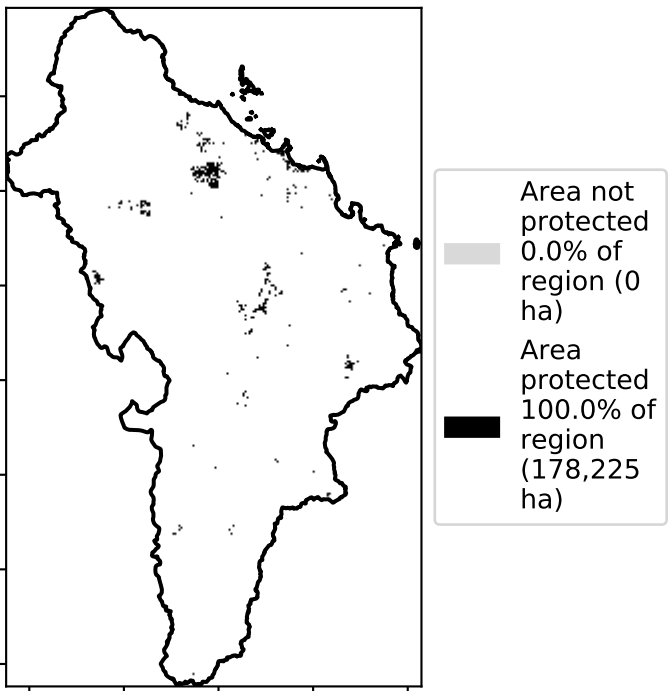 Area not
protected
0.0% of
region (0
ha)
Area
protected
100.0% of
region
(178,225
ha)